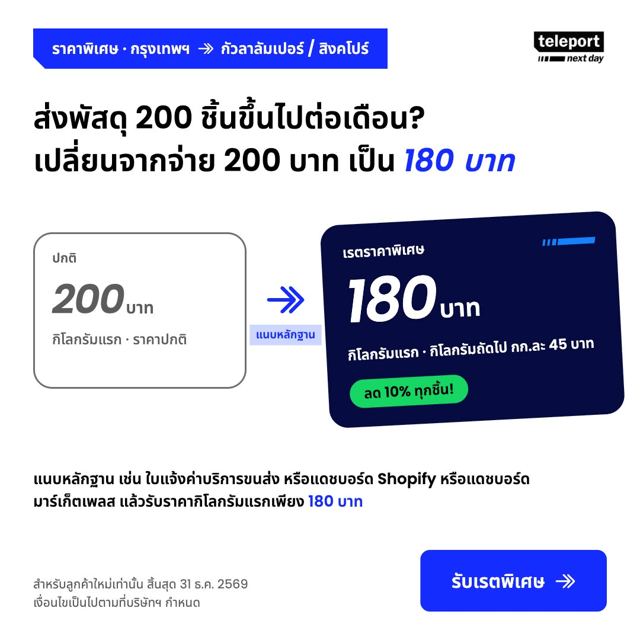 ราคาพิเศษ · กรุงเทพฯ → กัวลาลัมเปอร์ / สิงคโปร์
teleport
next day
ส่งพัสดุ 200 ชิ้นขึ้นไปต่อเดือน?
เปลี่ยนจากจ่าย 200 บาท เป็น 180 บาท
ปกติ
200 บาท
กิโลกรัมแรก · ราคาปกติ
แนบหลักฐาน
เรตราคาพิเศษ
180 บาท
กิโลกรัมแรก · กิโลกรัมถัดไป กก.ละ 45 บาท
ลด 10% ทุกชิ้น!
แนบหลักฐาน เช่น ใบแจ้งค่าบริการขนส่ง หรือแดชบอร์ด Shopify หรือแดชบอร์ด
มาร์เก็ตเพลส แล้วรับราคากิโลกรัมแรกเพียง 180 บาท
สำหรับลูกค้าใหม่เท่านั้น สิ้นสุด 31 ธ.ค. 2569
เงื่อนไขเป็นไปตามที่บริษัทฯ กำหนด
รับเรตพิเศษ →